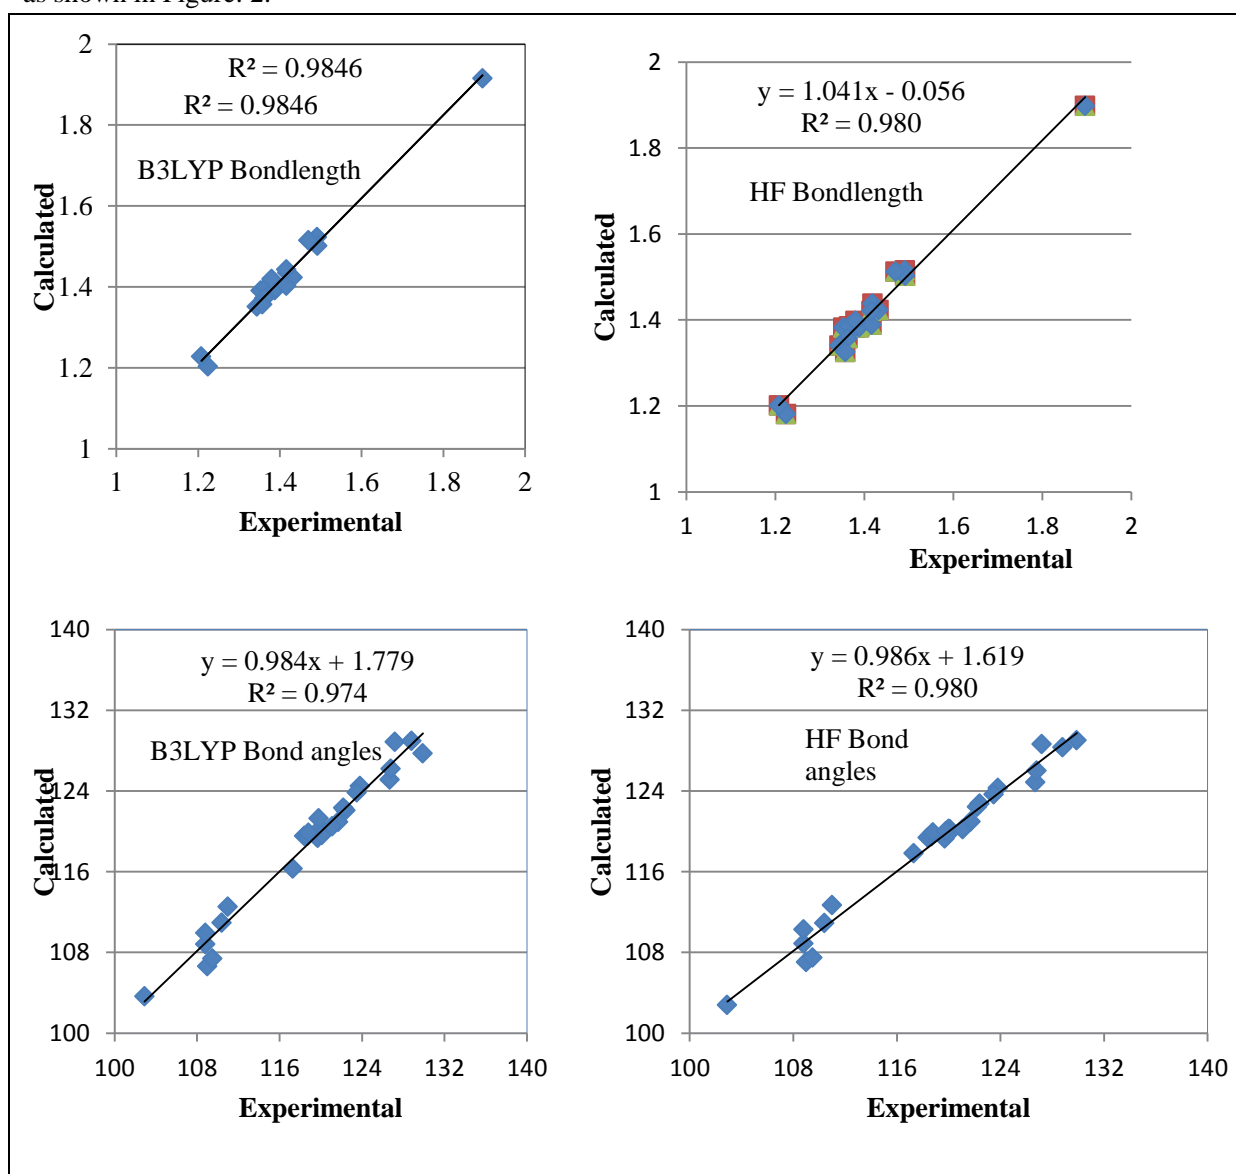 as shown in Figure. 2.
2
1.8
1.6
1.4
1.2
1
1
1.2
1.4
1.6
1.8
2
R² = 0.9846
R² = 0.9846
B3LYP Bondlength
Calculated
Experimental
2
1.8
1.6
1.4
1.2
1
1
1.2
1.4
1.6
1.8
2
y = 1.041x - 0.056
R² = 0.980
HF Bondlength
Calculated
Experimental
140
132
124
116
108
100
100
108
116
124
132
140
y = 0.984x + 1.779
R² = 0.974
B3LYP Bond angles
Calculated
Experimental
140
132
124
116
108
100
100
108
116
124
132
140
y = 0.986x + 1.619
R² = 0.980
HF Bond
angles
Calculated
Experimental